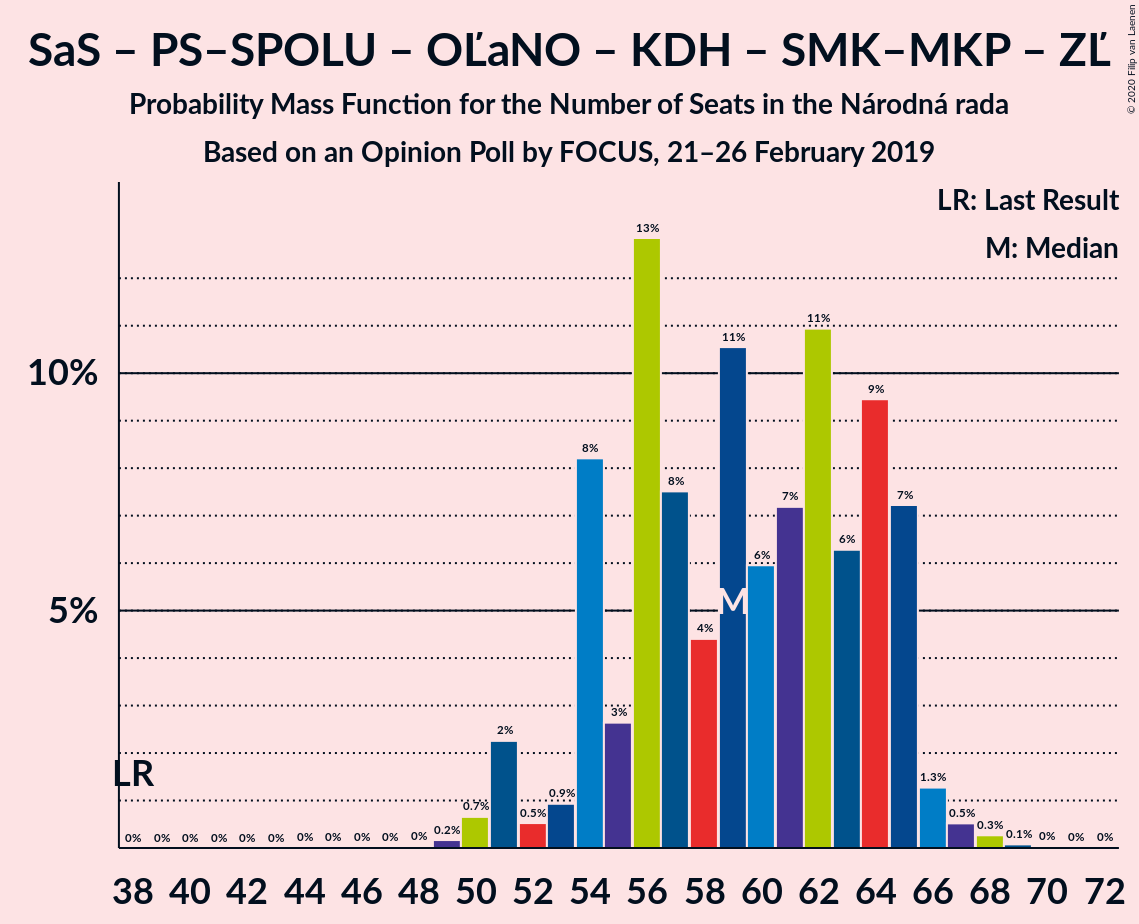 SaS – PS–SPOLU – OĽaNO – KDH – SMK–MKP – ZĽ
Probability Mass Function for the Number of Seats in the Národná rada
Based on an Opinion Poll by FOCUS, 21–26 February 2019
© 2020 Filip van Laenen
LR: Last Result
M: Median
10%
5%
LR
M
0% 0% 0% 0% 0% 0% 0% 0% 0% 0% 0% 0.2% 0.7% 2% 0.5% 0.9% 8% 3% 13% 8% 4% 11% 6% 7% 11% 6% 9% 7% 1.3% 0.5% 0.3% 0.1% 0% 0% 0%
38 40 42 44 46 48 50 52 54 56 58 60 62 64 66 68 70 72